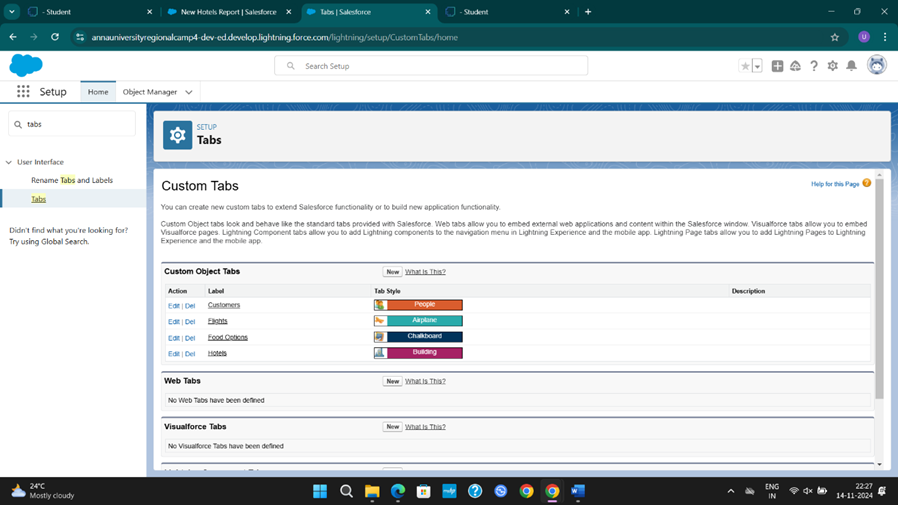 - Student
New Hotels Report | Salesforce
Tabs | Salesforce
- Student
annauniversityregionalcamp4-dev-ed.develop.lightning.force.com/lightning/setup/CustomTabs/home
U
Search Setup
Setup
Home
Object Manager
tabs
User Interface
Rename Tabs and Labels
Tabs
Didn't find what you're looking for?
Try using Global Search.
SETUP
Tabs
Custom Tabs
Help for this Page
You can create new custom tabs to extend Salesforce functionality or to build new application functionality.
Custom Object tabs look and behave like the standard tabs provided with Salesforce. Web tabs allow you to embed external web applications and content within the Salesforce window. Visualforce tabs allow you to embed
Visualforce pages. Lightning Component tabs allow you to add Lightning components to the navigation menu in Lightning Experience and the mobile app. Lightning Page tabs allow you to add Lightning Pages to Lightning
Experience and the mobile app.
Custom Object Tabs New What Is This?
Action Label Tab Style Description
Edit | Del Customers People
Edit | Del Flights Airplane
Edit | Del Food Options Chalkboard
Edit | Del Hotels Building
Web Tabs New What Is This?
No Web Tabs have been defined
Visualforce Tabs New What Is This?
No Visualforce Tabs have been defined
24°C
Mostly cloudy
ENG
IN
22:27
14-11-2024